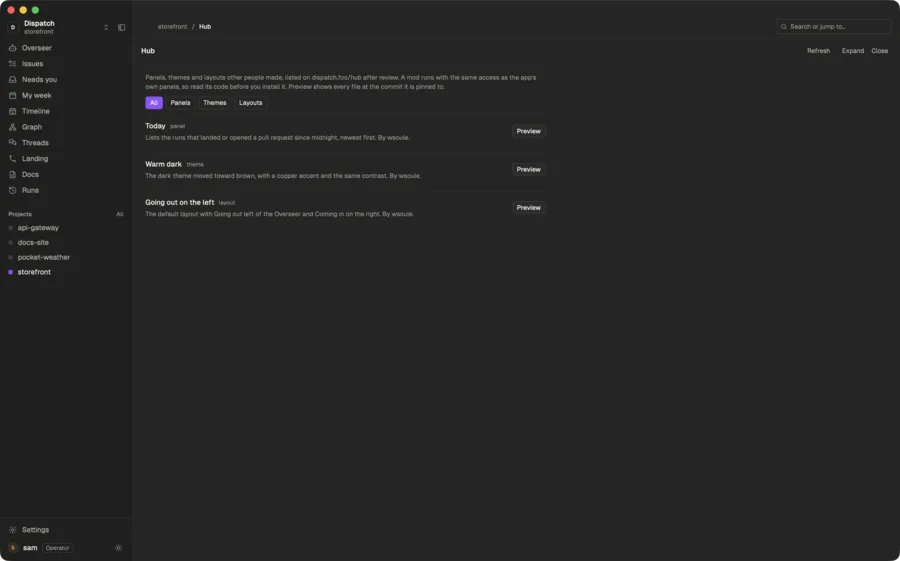 D
Dispatch
storefront
Overseer
Issues
Needs you
My week
Timeline
Graph
Threads
Landing
Docs
Runs
Projects All
api-gateway
docs-site
pocket-weather
storefront
Settings
S sam Operator
storefront / Hub
Search or jump to...
Hub
Refresh Expand Close
Panels, themes and layouts other people made, listed on dispatch.foo/hub after review. A mod runs with the same access as the app's
own panels, so read its code before you install it. Preview shows every file at the commit it is pinned to.
All Panels Themes Layouts
Today panel
Lists the runs that landed or opened a pull request since midnight, newest first. By wsoule.
Preview
Warm dark theme
The dark theme moved toward brown, with a copper accent and the same contrast. By wsoule.
Preview
Going out on the left layout
The default layout with Going out left of the Overseer and Coming in on the right. By wsoule.
Preview